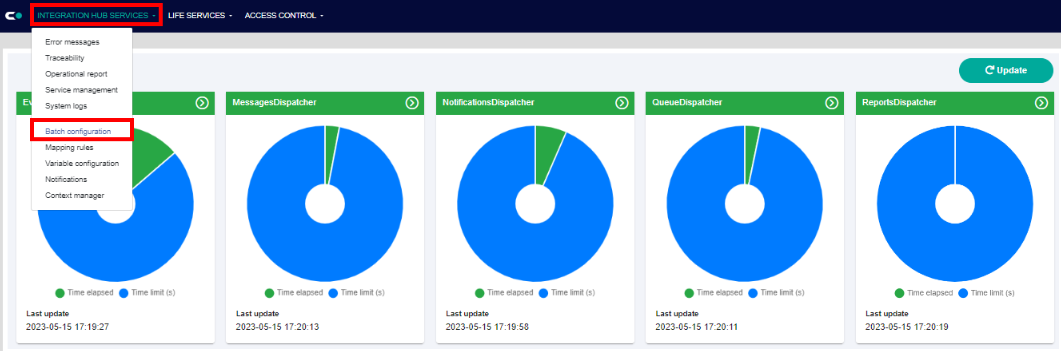 INTEGRATION HUB SERVICES
LIFE SERVICES
ACCESS CONTROL
Error messages
Traceability
Operational report
Service management
System logs
Batch configuration
Mapping rules
Variable configuration
Notifications
Context manager
Update
MessagesDispatcher
NotificationsDispatcher
QueueDispatcher
ReportsDispatcher
Time elapsed Time limit (s)
Time elapsed Time limit (s)
Time elapsed Time limit (s)
Time elapsed Time limit (s)
Time elapsed Time limit (s)
Last update
2023-05-15 17:19:27
Last update
2023-05-15 17:20:13
Last update
2023-05-15 17:19:58
Last update
2023-05-15 17:20:11
Last update
2023-05-15 17:20:19